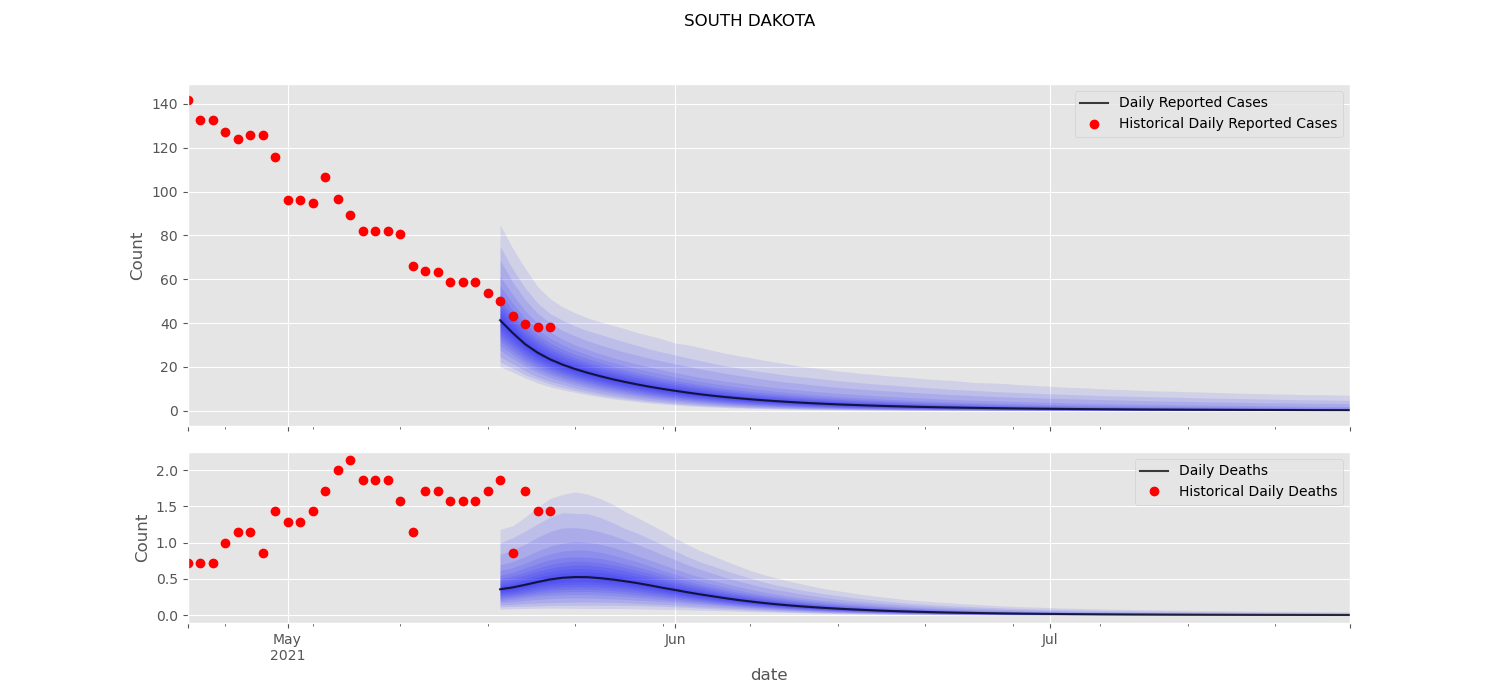 SOUTH DAKOTA
Daily Reported Cases
Historical Daily Reported Cases
140
120
100
80
60
40
20
0
Count
Daily Deaths
Historical Daily Deaths
2.0
1.5
1.0
0.5
0.0
Count
May
2021
Jun
Jul
date